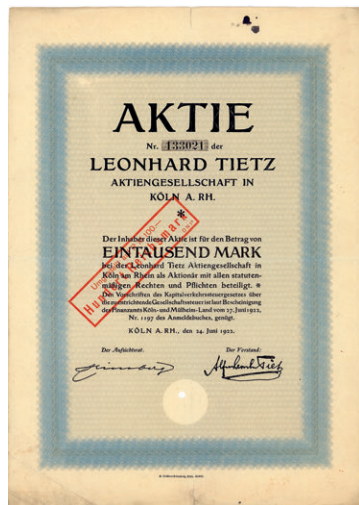 AKTIE
Nr. 133021 der
LEONHARD TIETZ
AKTIENGESELLSCHAFT IN
KÖLN A. RH.
*
Der Inhaber dieser Aktie ist für den Betrag von
EINTAUSEND MARK
bei der Leonhard Tietz Aktiengesellschaft in
Köln am Rhein als Aktionär mit allen statuten-
mäßigen Rechten und Pflichten beteiligt. *
Den Vorschriften des Kapitalverkehrsteuergesetzes über
die zu entrichtende Gesellschaftssteuer ist laut Bescheinigung
des Finanzamts Köln- und Mülheim-Land vom 27. Juni 1922,
Nr. 1197 des Anmeldebuches, genügt.
KÖLN A. RH., den 24. Juni 1922.
Der Aufsichtsrat. Der Vorstand:
100.—
Hundert Reichsmark